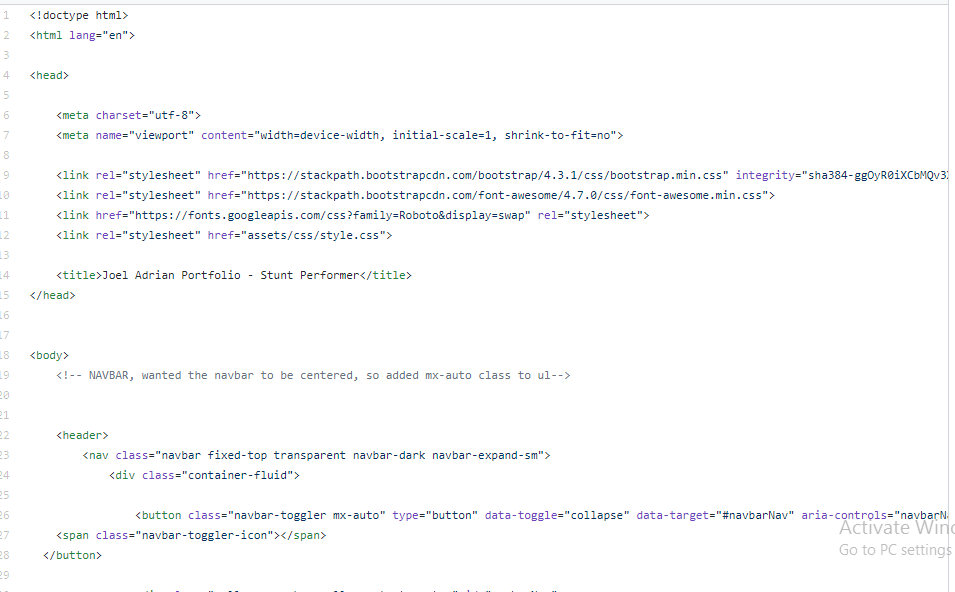 1 <!doctype html>
2 <html lang="en">
3
4 <head>
5
6 <meta charset="utf-8">
7 <meta name="viewport" content="width=device-width, initial-scale=1, shrink-to-fit=no">
8
9 <link rel="stylesheet" href="https://stackpath.bootstrapcdn.com/bootstrap/4.3.1/css/bootstrap.min.css" integrity="sha384-ggOyR0iXCbMQv3
10 <link rel="stylesheet" href="https://stackpath.bootstrapcdn.com/font-awesome/4.7.0/css/font-awesome.min.css">
11 <link href="https://fonts.googleapis.com/css?family=Roboto&display=swap" rel="stylesheet">
12 <link rel="stylesheet" href="assets/css/style.css">
13
14 <title>Joel Adrian Portfolio - Stunt Performer</title>
15 </head>
16
17
18 <body>
19 <!-- NAVBAR, wanted the navbar to be centered, so added mx-auto class to ul-->
20
21
22 <header>
23 <nav class="navbar fixed-top transparent navbar-dark navbar-expand-sm">
24 <div class="container-fluid">
25
26 <button class="navbar-toggler mx-auto" type="button" data-toggle="collapse" data-target="#navbarNav" aria-controls="navbarN
27 <span class="navbar-toggler-icon"></span>
28 </button>
29
Activate Wind
Go to PC settings